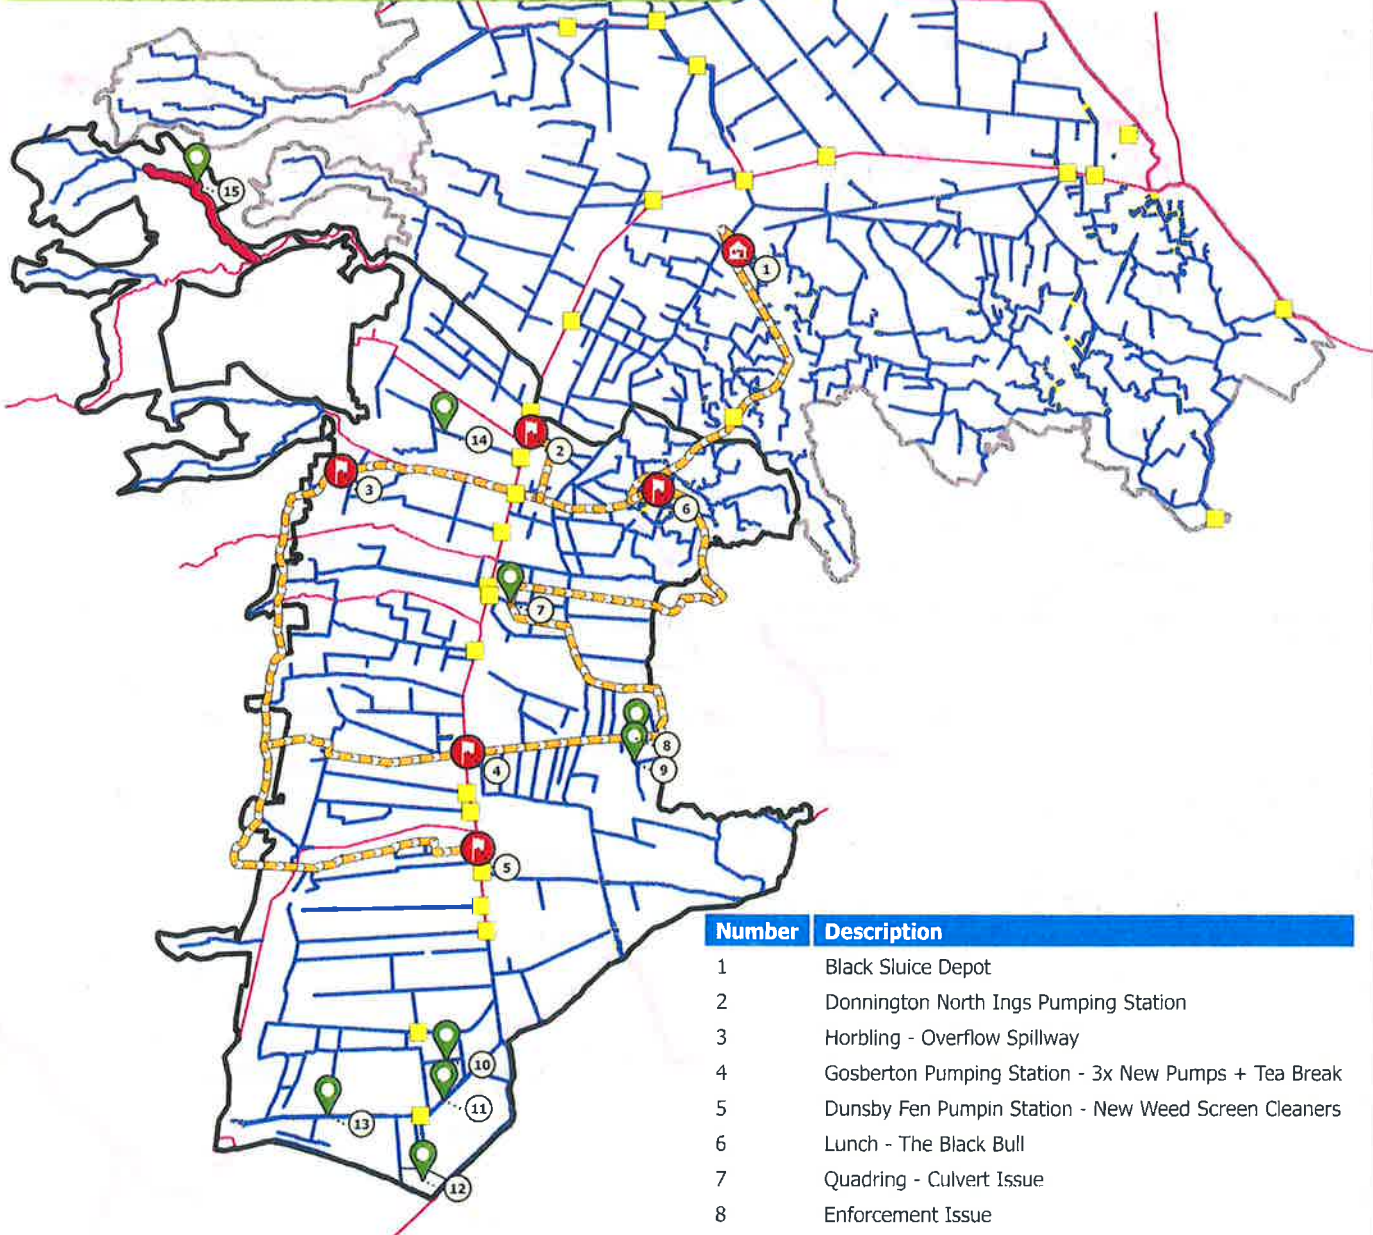 15
1
14
2
3
6
7
8
4
9
5
10
11
13
12
Number Description
1 Black Sluice Depot
2 Donnington North Ings Pumping Station
3 Horbling - Overflow Spillway
4 Gosberton Pumping Station - 3x New Pumps + Tea Break
5 Dunsby Fen Pumpin Station - New Weed Screen Cleaners
6 Lunch - The Black Bull
7 Quadring - Culvert Issue
8 Enforcement Issue